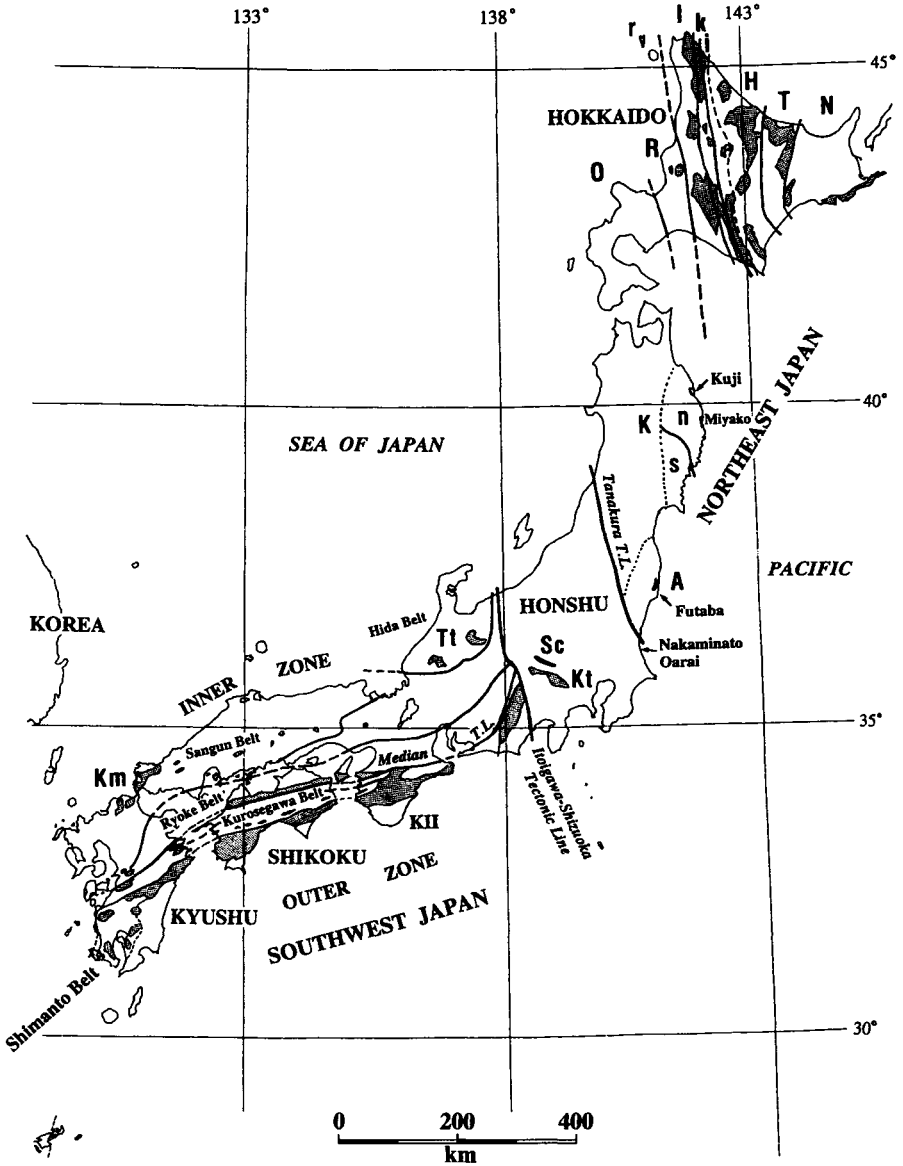 133°
138°
143°
r
I
k
45°
H
T
N
HOKKAIDO
R
O
NORTHEAST JAPAN
Kuji
40°
K
n
Miyako
s
SEA OF JAPAN
Tanakura T.L.
PACIFIC
A
Futaba
HONSHU
KOREA
Hida Belt
Tt
Nakaminato
Oarai
Sc
Kt
INNER ZONE
35°
Sangun Belt
T.L.
Median
Km
Itoigawa-Shizuoka
Tectonic Line
Ryoke Belt
Kurosegawa Belt
KII
SHIKOKU
OUTER ZONE
KYUSHU
SOUTHWEST JAPAN
Shimanto Belt
30°
0 200 400
km